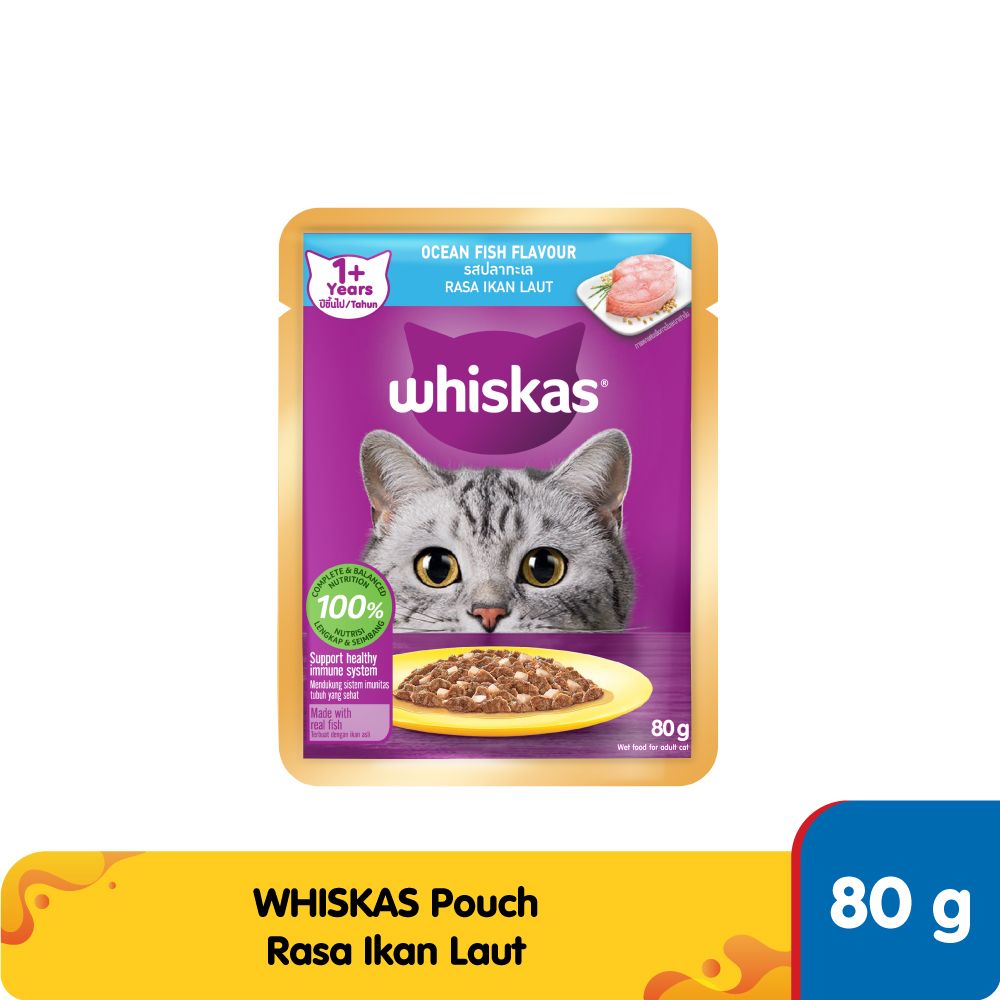 OCEAN FISH FLAVOUR
รสปลาทะเล
RASA IKAN LAUT
1+
Years
ปีขึ้นไป/Tahun
whiskas®
COMPLETE & BALANCED
NUTRITION
100%
NUTRISI
LENGKAP & SEIMBANG
Support healthy
immune system
Mendukung sistem imunitas
tubuh yang sehat
Made with
real fish
Terbuat dengan ikan asli
80 g
Wet food for adult cat
WHISKAS Pouch
Rasa Ikan Laut
80 g